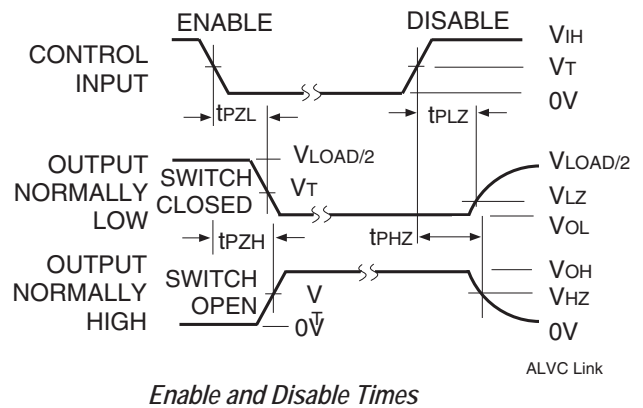 ENABLE DISABLE
CONTROL INPUT
VIH
VT
0V
tPZL
tPLZ
OUTPUT NORMALLY LOW
SWITCH CLOSED
VLOAD/2
VT
VLOAD/2
VLZ
VOL
tPZH
tPHZ
OUTPUT NORMALLY HIGH
SWITCH OPEN
VT
0V
VOH
VHZ
0V
ALVC Link
Enable and Disable Times